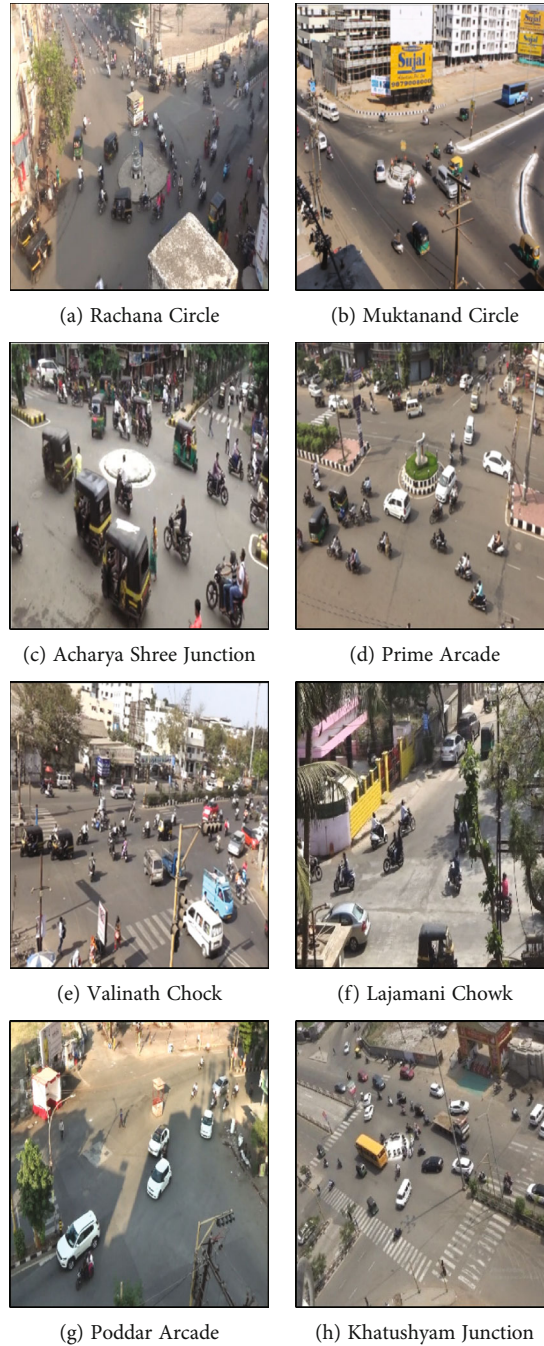 Sujal
(a) Rachana Circle
(b) Muktanand Circle
(c) Acharya Shree Junction
(d) Prime Arcade
(e) Valinath Chock
(f) Lajamani Chowk
(g) Poddar Arcade
(h) Khatushyam Junction